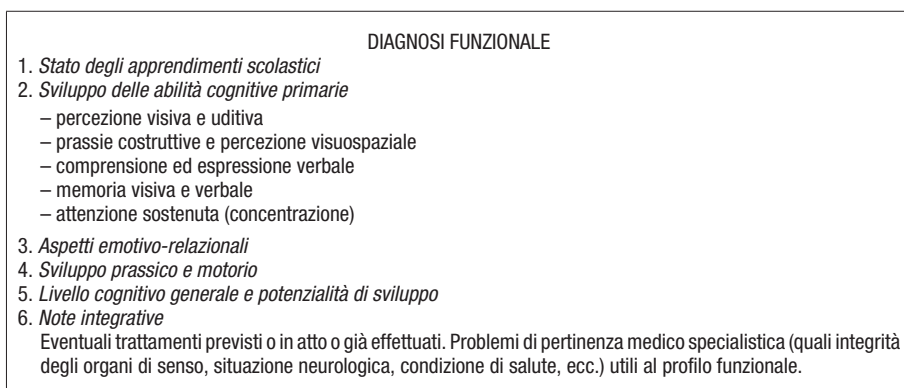 DIAGNOSI FUNZIONALE
1. Stato degli apprendimenti scolastici
2. Sviluppo delle abilità cognitive primarie
– percezione visiva e uditiva
– prassie costruttive e percezione visuospaziale
– comprensione ed espressione verbale
– memoria visiva e verbale
– attenzione sostenuta (concentrazione)
3. Aspetti emotivo-relazionali
4. Sviluppo prassico e motorio
5. Livello cognitivo generale e potenzialità di sviluppo
6. Note integrative
Eventuali trattamenti previsti o in atto o già effettuati. Problemi di pertinenza medico specialistica (quali integrità
degli organi di senso, situazione neurologica, condizione di salute, ecc.) utili al profilo funzionale.